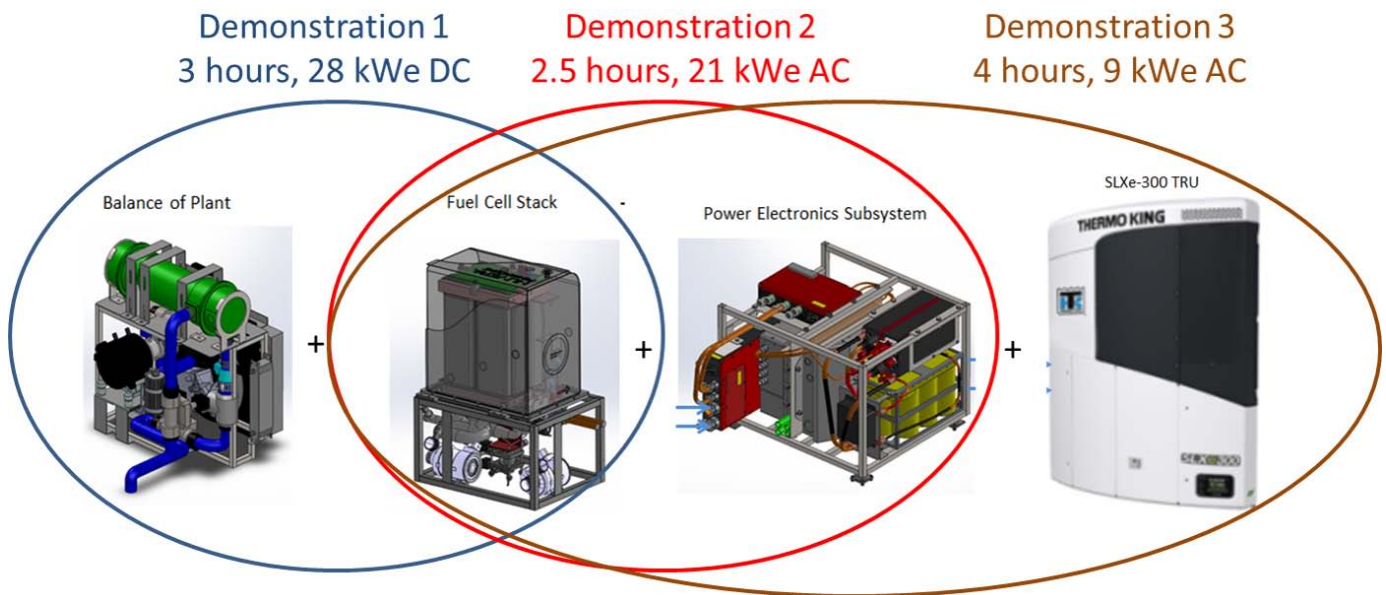 Demonstration 1
3 hours, 28 kWe DC
Demonstration 2
2.5 hours, 21 kWe AC
Demonstration 3
4 hours, 9 kWe AC
Balance of Plant
Fuel Cell Stack
-
Power Electronics Subsystem
SLXe-300 TRU
THERMO KING
+
+
+
SLXe300